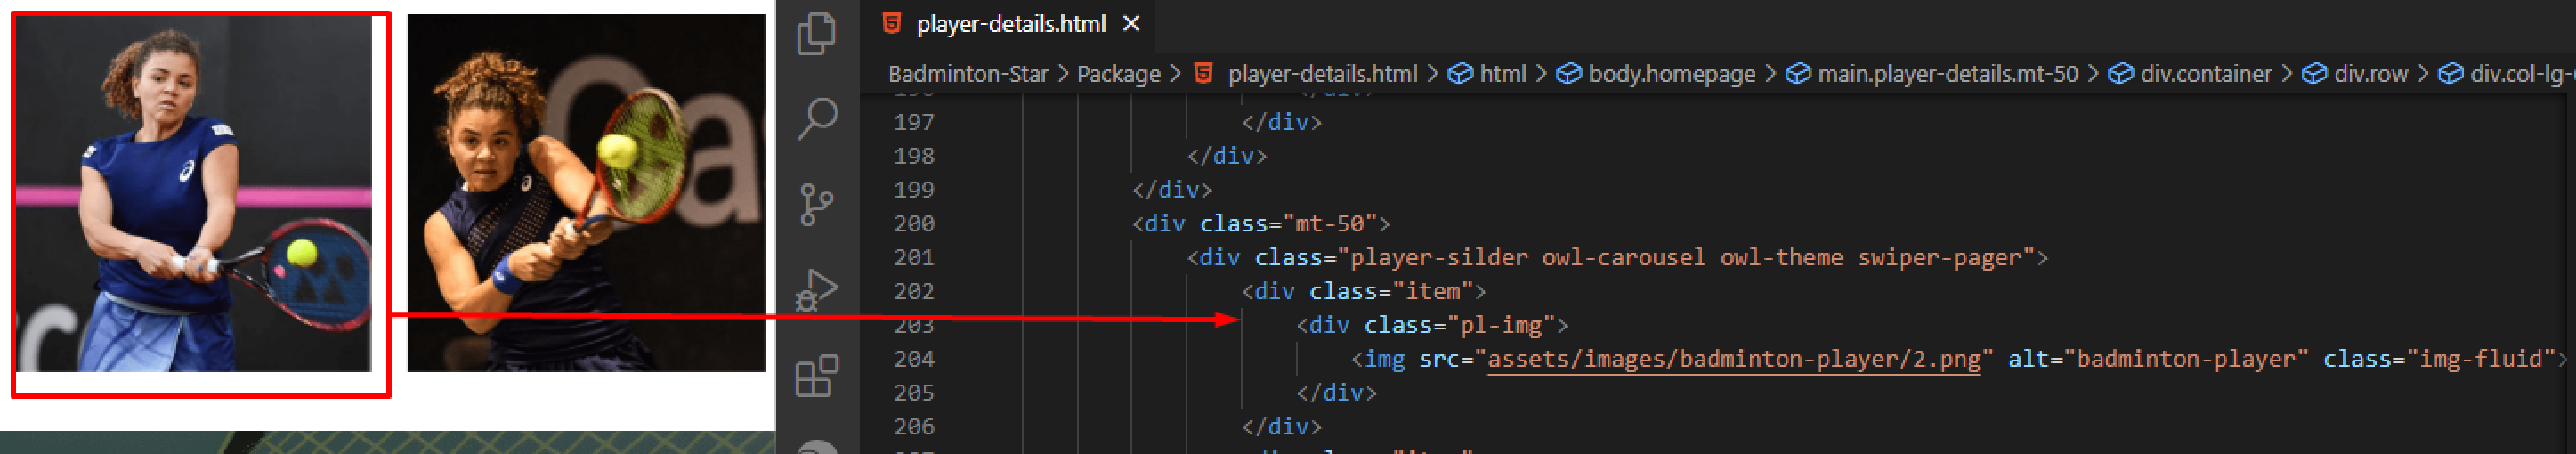 player-details.html
Badminton-Star > Package > player-details.html > html > body.homepage > main.player-details.mt-50 > div.container > div.row > div.col-lg-
197 </div>
198 </div>
199 </div>
200 <div class="mt-50">
201 <div class="player-silder owl-carousel owl-theme swiper-pager">
202 <div class="item">
203 <div class="pl-img">
204 <img src="assets/images/badminton-player/2.png" alt="badminton-player" class="img-fluid">
205 </div>
206 </div>